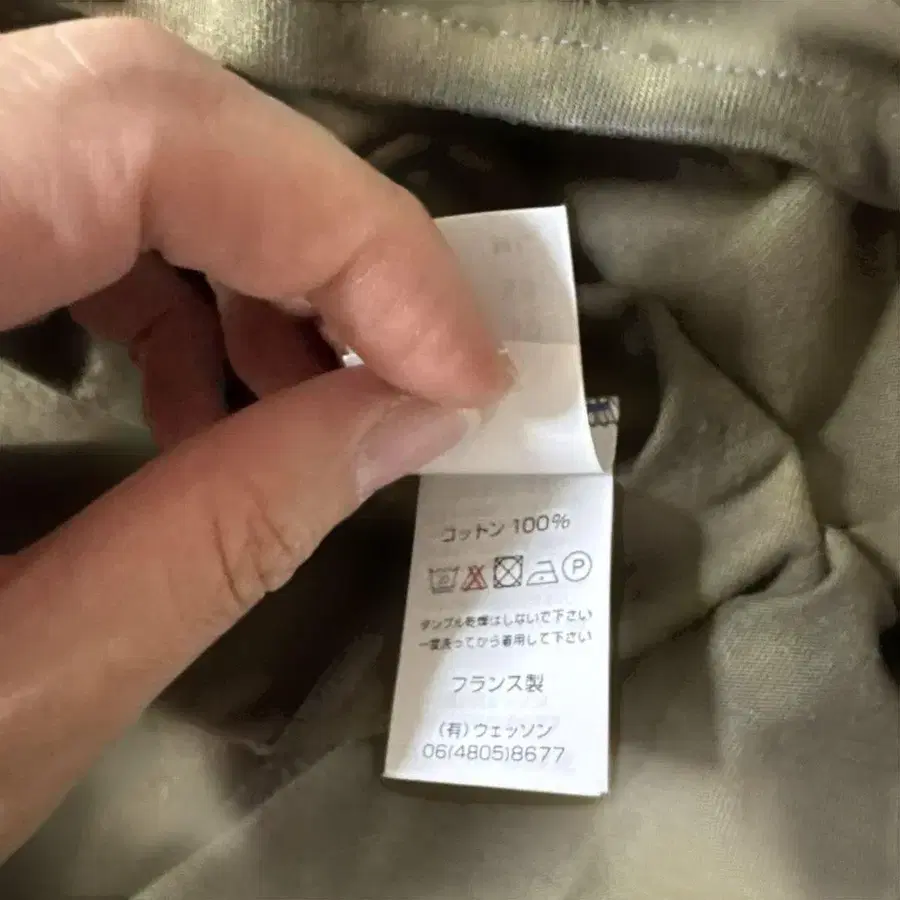 コットン 100%
P
タンブル乾燥はしないで下さい
一度洗ってから着用して下さい
フランス製
(有)ウェッソン
06(4805)8677